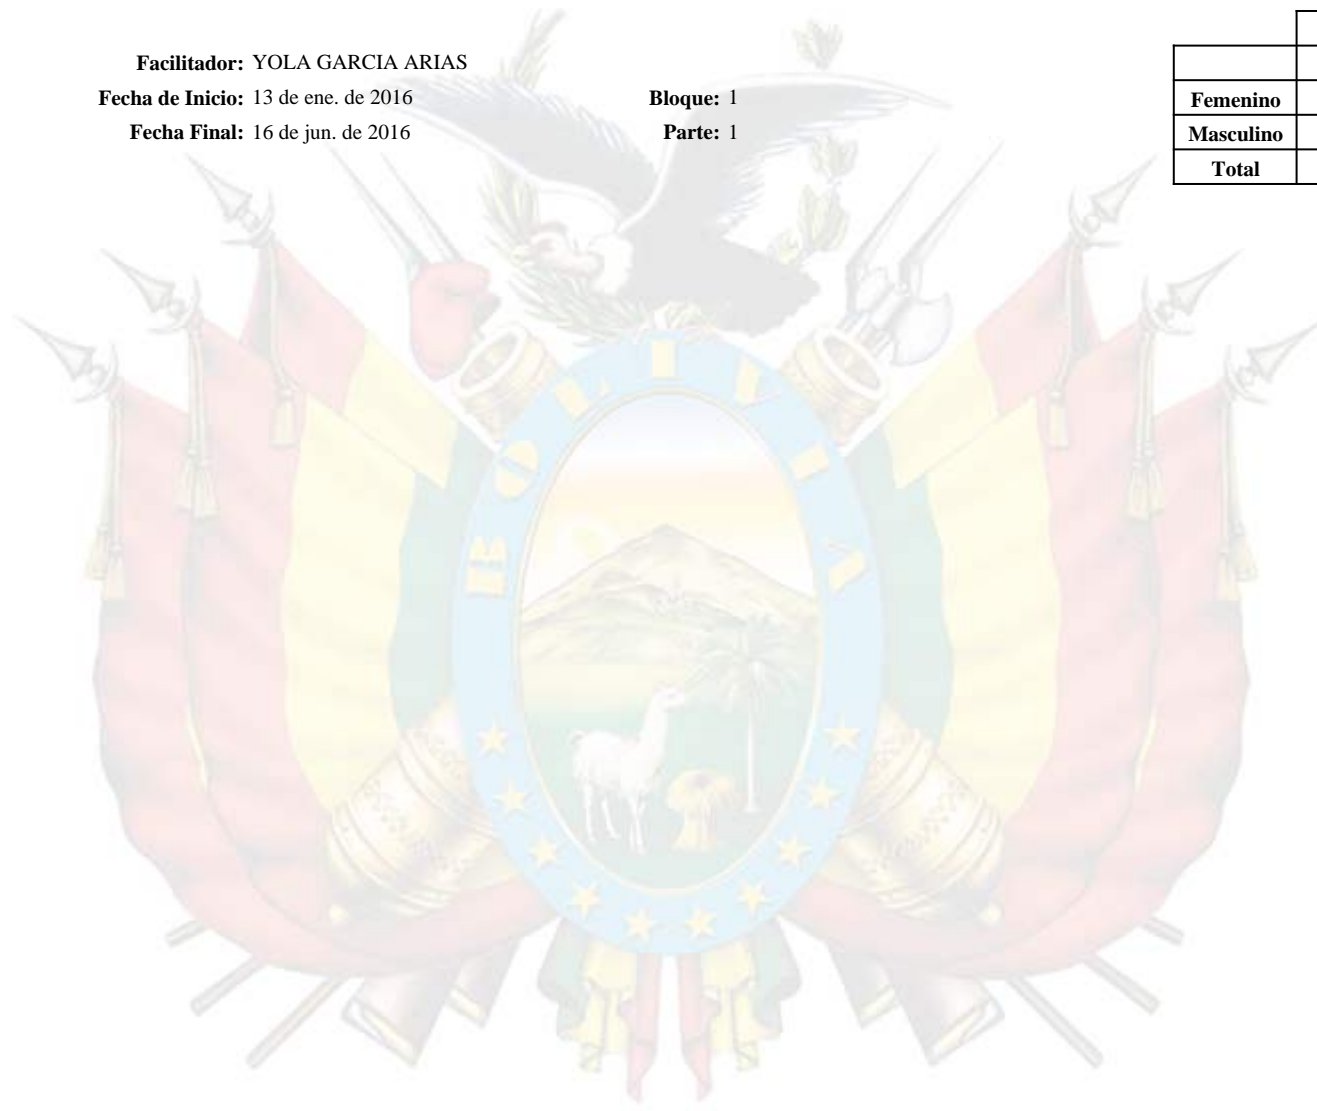 Facilitador: YOLA GARCIA ARIAS
Fecha de Inicio: 13 de ene. de 2016 Bloque: 1
Fecha Final: 16 de jun. de 2016 Parte: 1
Femenino
Masculino
Total
BOLIVIA